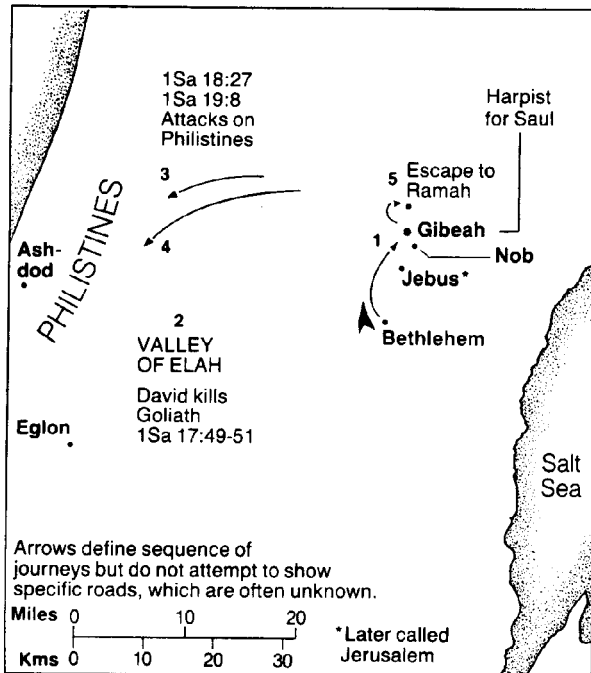 1Sa 18:27
1Sa 19:8
Attacks on
Philistines
Harpist
for Saul
3
4
5
Escape to
Ramah
Gibeah
1
Nob
Jebus*
Bethlehem
PHILISTINES
Ash-
dod
2
VALLEY
OF ELAH
David kills
Goliath
1Sa 17:49-51
Eglon
Salt
Sea
Arrows define sequence of
journeys but do not attempt to show
specific roads, which are often unknown.
Miles 0 10 20
Kms 0 10 20 30
*Later called
Jerusalem